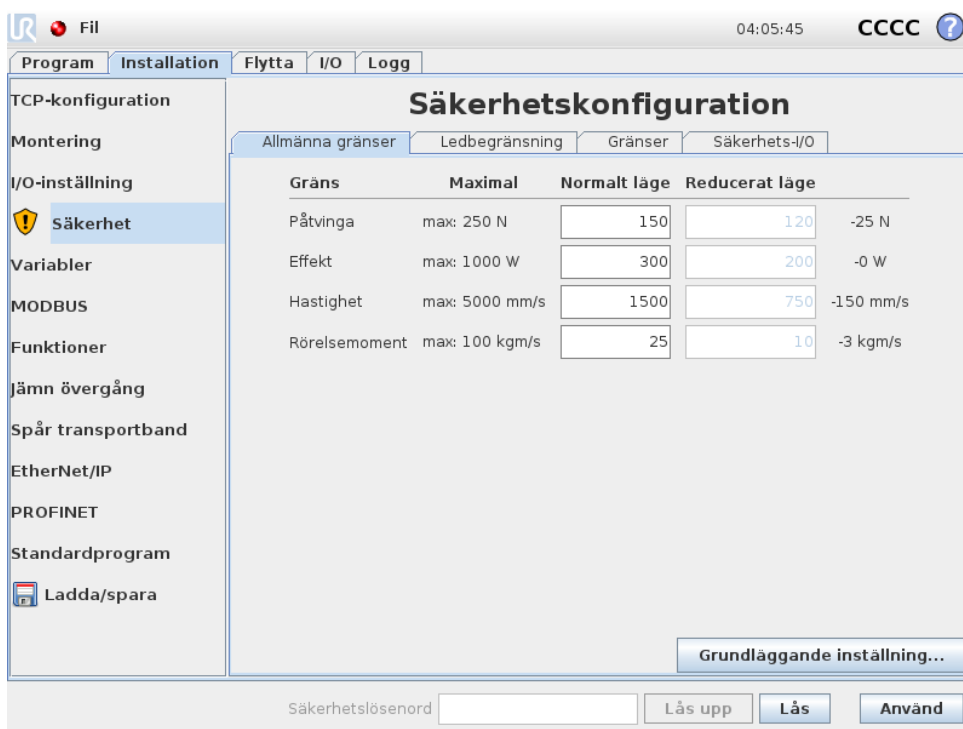 UR Fil 04:05:45 CCCC ?
Program Installation Flytta I/O Logg
TCP-konfiguration
Montering
I/O-inställning
Säkerhet
Variabler
MODBUS
Funktioner
Jämn övergång
Spår transportband
EtherNet/IP
PROFINET
Standardprogram
Ladda/spara
Säkerhetskonfiguration
Allmänna gränser Ledbegränsning Gränser Säkerhets-I/O
Gräns Maximal Normalt läge Reducerat läge
Påtvinga max: 250 N 150 120 -25 N
Effekt max: 1000 W 300 200 -0 W
Hastighet max: 5000 mm/s 1500 750 -150 mm/s
Rörelsemoment max: 100 kgm/s 25 10 -3 kgm/s
Grundläggande inställning...
Säkerhetslösenord Lås upp Lås Använd